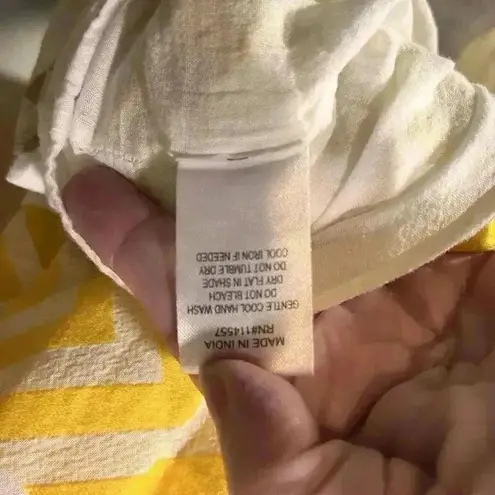 MADE IN INDIA
RN#114557
GENTLE COOL HAND WASH
DO NOT BLEACH
DRY FLAT IN SHADE
DO NOT TUMBLE DRY
COOL IRON IF NEEDED